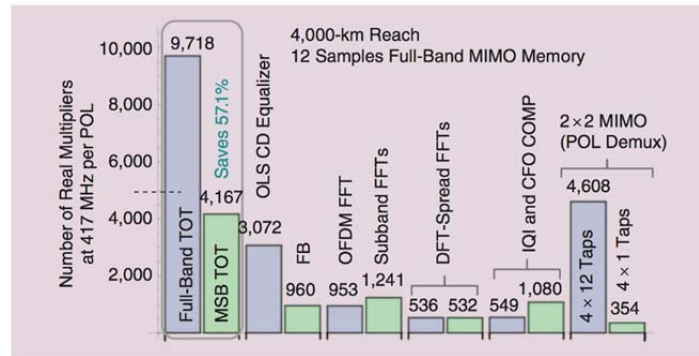 4,000-km Reach
12 Samples Full-Band MIMO Memory
Number of Real Multipliers
at 417 MHz per POL
10,000
8,000
6,000
4,000
2,000
9,718
Full-Band TOT
Saves 57.1%
4,167
MSB TOT
OLS CD Equalizer
3,072
FB
960
OFDM FFT
953
Subband FFTs
1,241
DFT-Spread FFTs
536
532
IQI and CFO COMP
549
1,080
2×2 MIMO
(POL Demux)
4,608
4 × 12 Taps
4 × 1 Taps
354